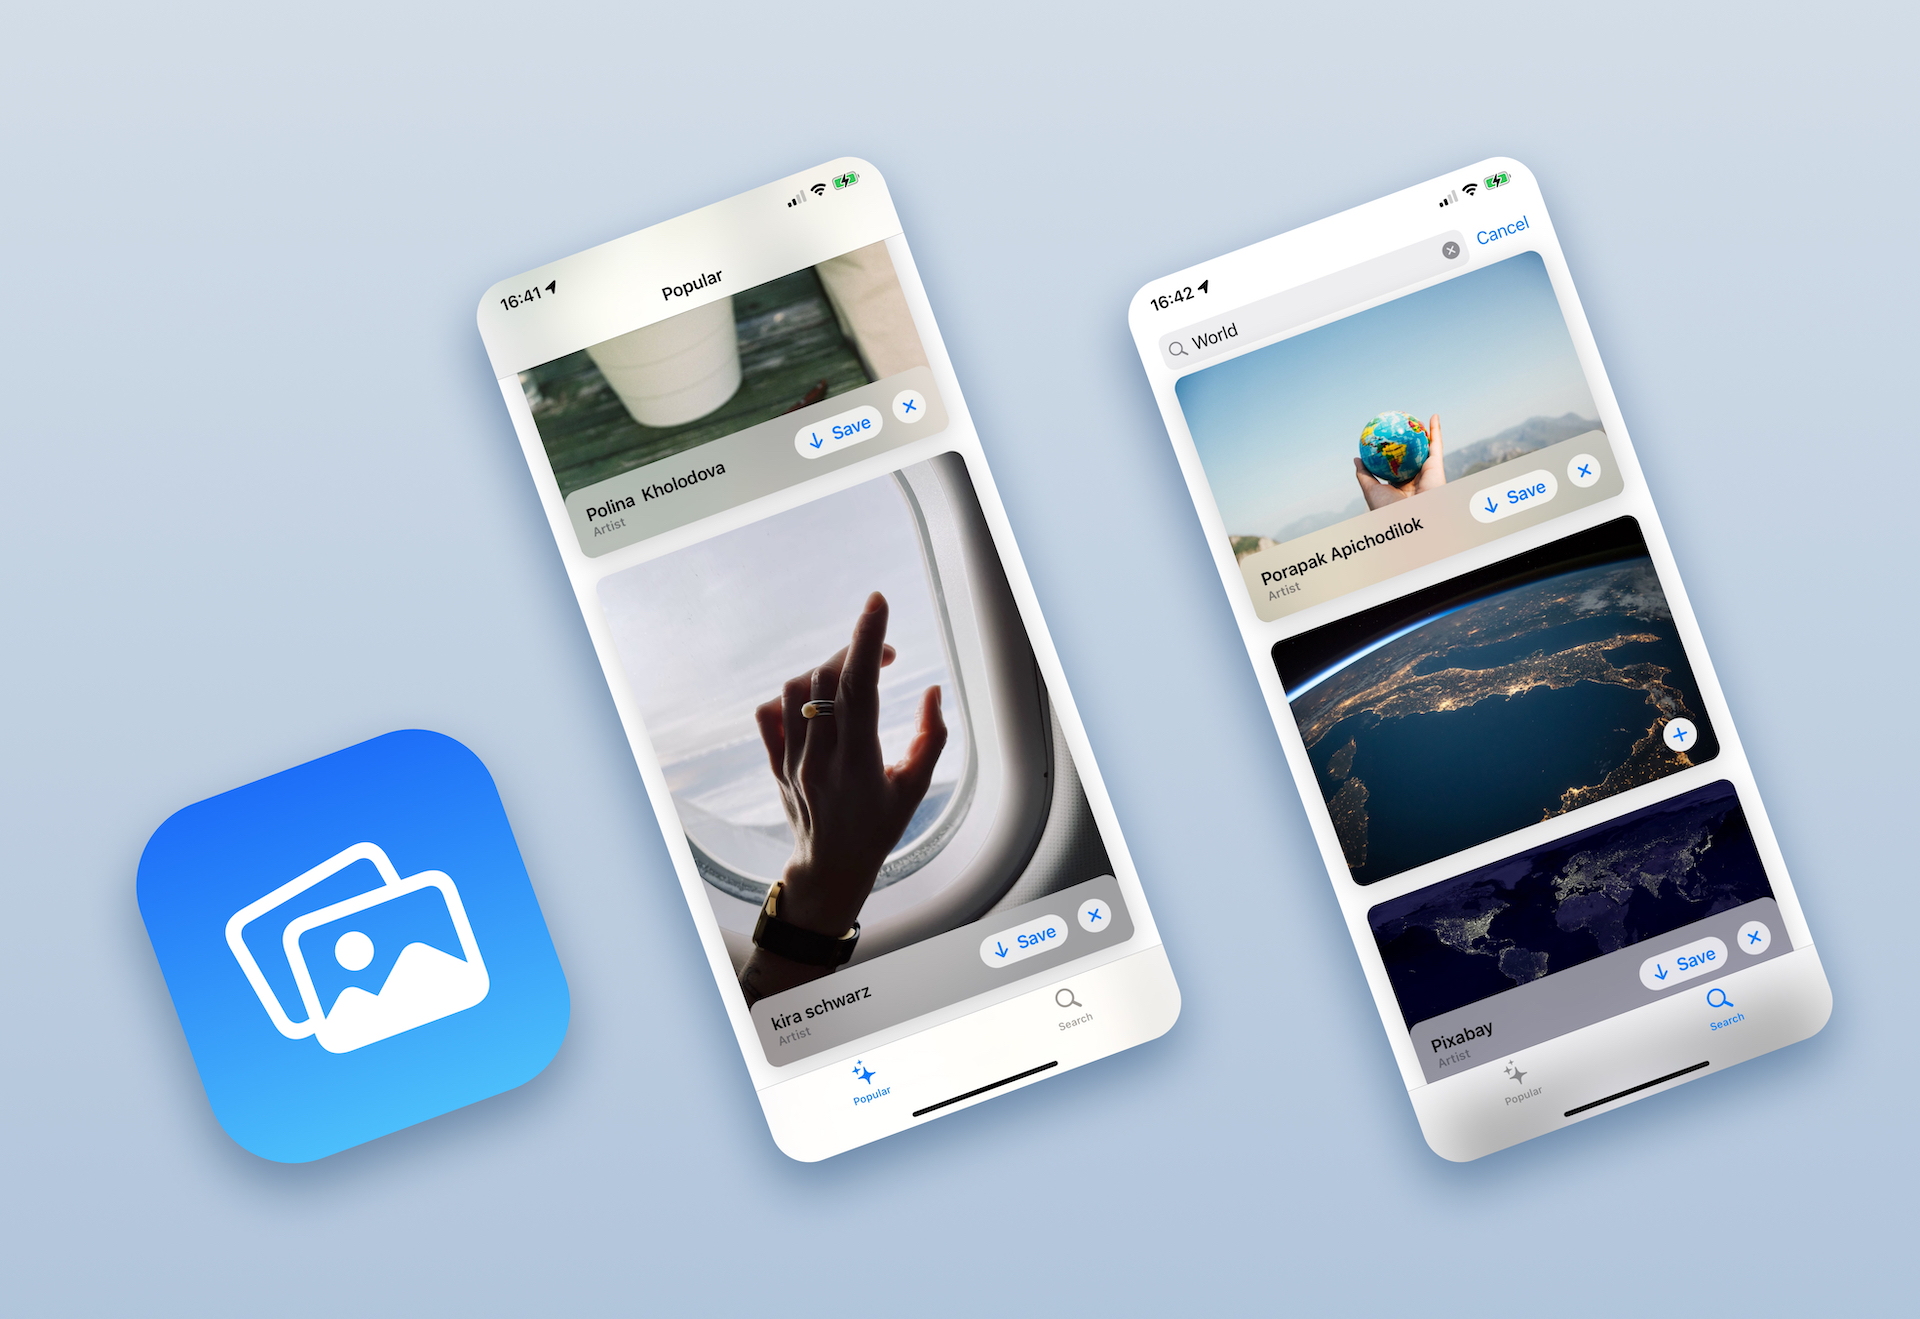 16:41
Popular
Save
Polina Kholodova
Artist
Save
kira schwarz
Artist
Popular
Search
16:42
World
Cancel
Save
Porapak Apichodilok
Artist
Save
Pixabay
Artist
Popular
Search